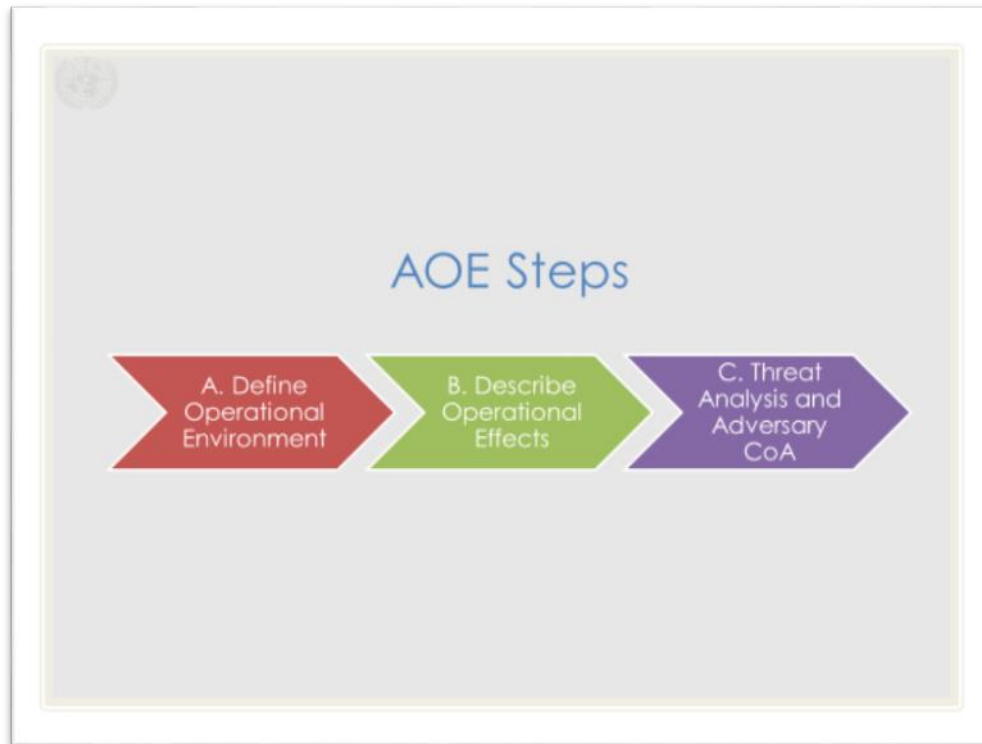 AOE Steps
A. Define
Operational
Environment
B. Describe
Operational
Effects
C. Threat
Analysis and
Adversary
CoA